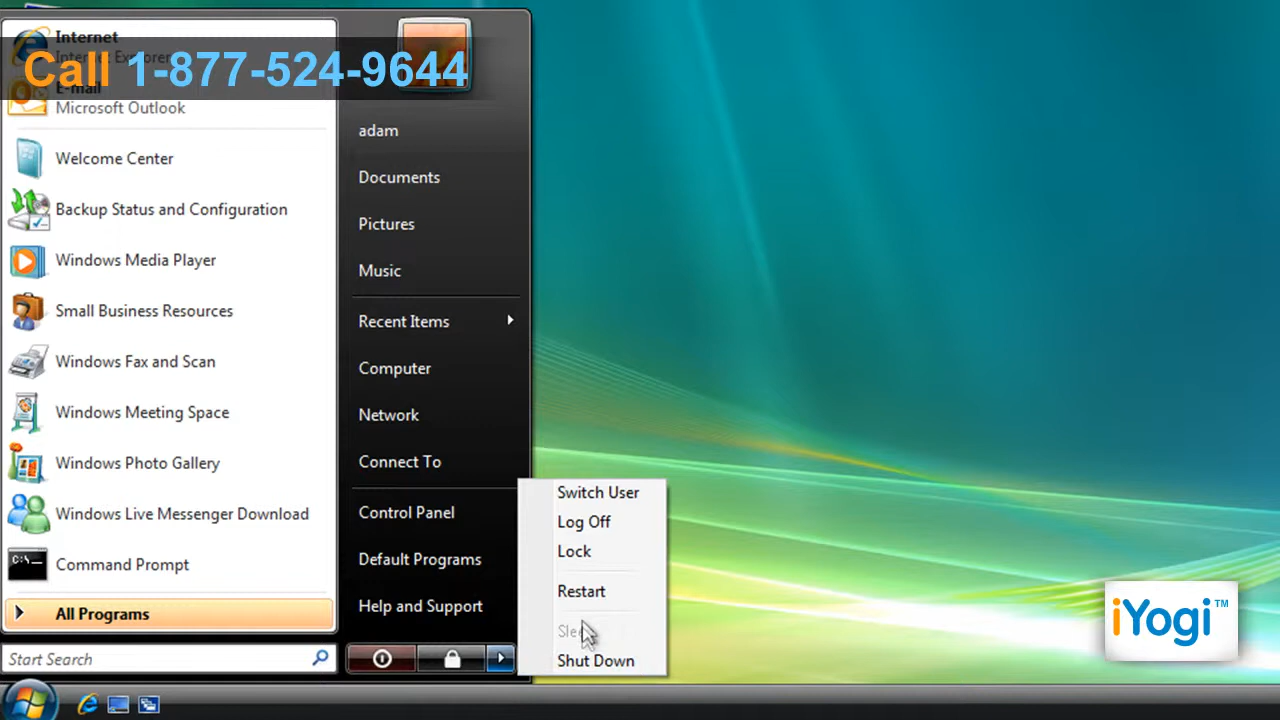 Internet
Internet Explorer
Call 1-877-524-9644
E-mail
Microsoft Outlook
Welcome Center
Backup Status and Configuration
Windows Media Player
Small Business Resources
Windows Fax and Scan
Windows Meeting Space
Windows Photo Gallery
Windows Live Messenger Download
Command Prompt
All Programs
Start Search
adam
Documents
Pictures
Music
Recent Items
Computer
Network
Connect To
Control Panel
Default Programs
Help and Support
Switch User
Log Off
Lock
Restart
Shut Down
iYogi™